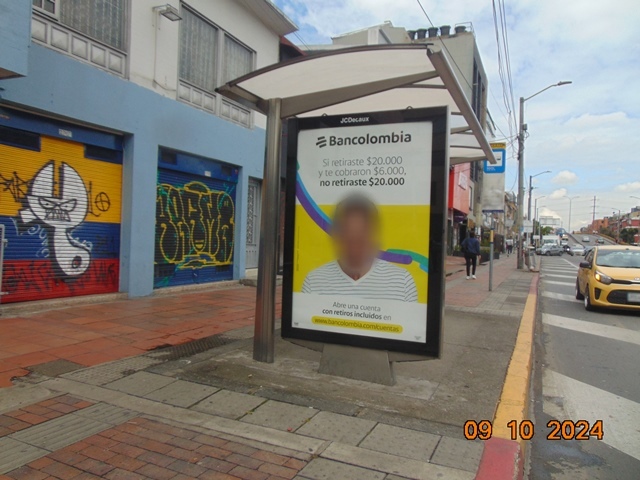 JCDecaux
Bancolombia
Si retiraste $20.000
y te cobraron $6.000,
no retiraste $20.000
Abre una cuenta
con retiros incluidos en
www.bancolombia.com/cuentas
09 10 2024